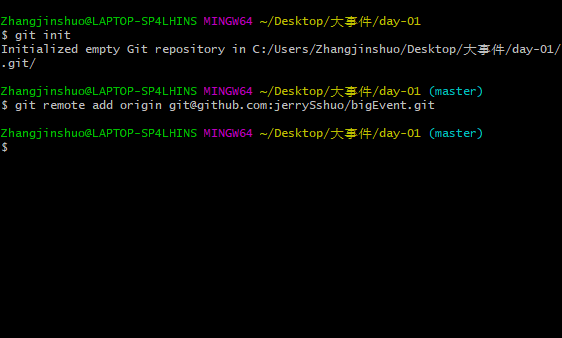 Zhangjinshuo@LAPTOP-SP4LHINS MINGW64 ~/Desktop/大事件/day-01
$ git init
Initialized empty Git repository in C:/Users/Zhangjinshuo/Desktop/大事件/day-01/
.git/
Zhangjinshuo@LAPTOP-SP4LHINS MINGW64 ~/Desktop/大事件/day-01 (master)
$ git remote add origin git@github.com:jerrySshuo/bigEvent.git
Zhangjinshuo@LAPTOP-SP4LHINS MINGW64 ~/Desktop/大事件/day-01 (master)
$